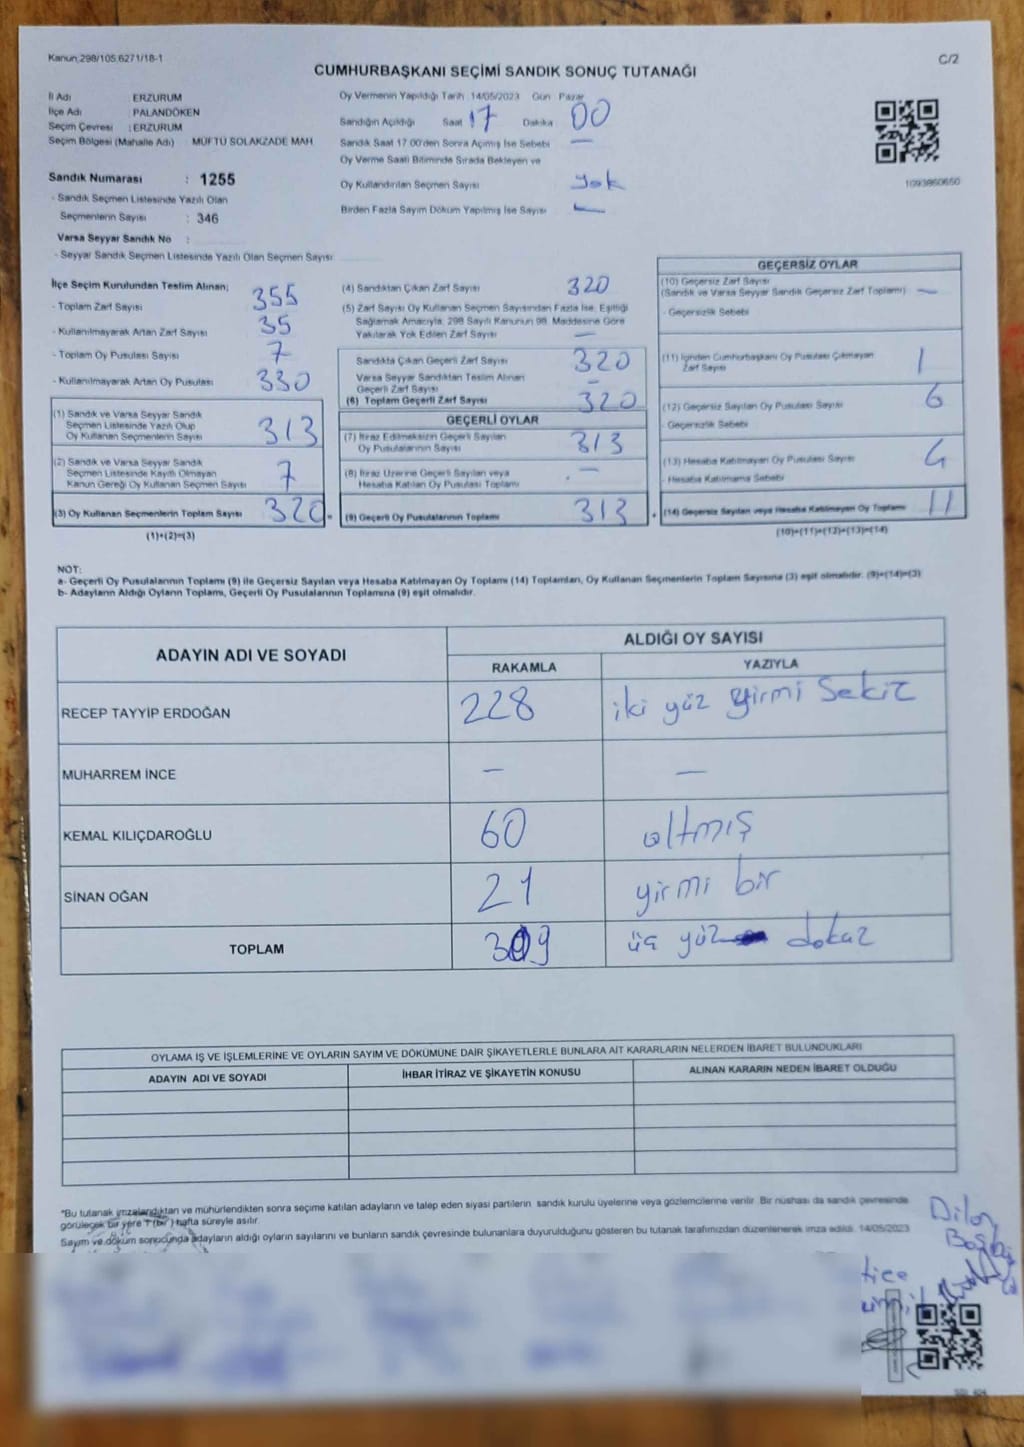 Kanun:298/105 6271/18-1
C/2
CUMHURBAŞKANI SEÇİMİ SANDIK SONUÇ TUTANAĞI
İl Adı ERZURUM
İlçe Adı PALANDÖKEN
Seçim Çevresi : ERZURUM
Seçim Bölgesi (Mahalle Adı) MÜFTÜ SOLAKZADE MAH
Sandık Numarası : 1255
- Sandık Seçmen Listesinde Yazılı Olan
Seçmenlerin Sayısı : 346
Varsa Seyyar Sandık No :
- Seyyar Sandık Seçmen Listesinde Yazılı Olan Seçmen Sayısı
Oy Vermenin Yapıldığı Tarih 14/05/2023 Gün Pazar
Sandığın Açıldığı Saat 17 Dakika 00
Sandık Saat 17.00'den Sonra Açılmış İse Sebebi —
Oy Verme Saati Bitiminde Sırada Bekleyen ve
Oy Kullandırılan Seçmen Sayısı yok
Birden Fazla Sayım Döküm Yapılmış İse Sayısı —
1093860650
İlçe Seçim Kurulundan Teslim Alınan;
- Toplam Zarf Sayısı 355
- Kullanılmayarak Artan Zarf Sayısı 35
- Toplam Oy Pusulası Sayısı 7
- Kullanılmayarak Artan Oy Pusulası 330
(1) Sandık ve Varsa Seyyar Sandık
Seçmen Listesinde Yazılı Olup
Oy Kullanan Seçmenlerin Sayısı 313
(2) Sandık ve Varsa Seyyar Sandık
Seçmen Listesinde Kayıtlı Olmayan
Kanun Gereği Oy Kullanan Seçmen Sayısı 7
(3) Oy Kullanan Seçmenlerin Toplam Sayısı 320
(1)+(2)=(3)
(4) Sandıktan Çıkan Zarf Sayısı 320
(5) Zarf Sayısı Oy Kullanan Seçmen Sayısından Fazla İse, Eşitliği
Sağlamak Amacıyla, 298 Sayılı Kanunun 98. Maddesine Göre
Yakılarak Yok Edilen Zarf Sayısı —
Sandıkta Çıkan Geçerli Zarf Sayısı 320
Varsa Seyyar Sandıktan Teslim Alınan
Geçerli Zarf Sayısı —
(6) Toplam Geçerli Zarf Sayısı 320
GEÇERLİ OYLAR
(7) İtiraz Edilmeksizin Geçerli Sayılan
Oy Pusulalarının Sayısı 313
(8) İtiraz Üzerine Geçerli Sayılan veya
Hesaba Katılan Oy Pusulası Toplamı —
= (9) Geçerli Oy Pusulalarının Toplamı 313
GEÇERSİZ OYLAR
(10) Geçersiz Zarf Sayısı
(Sandık ve Varsa Seyyar Sandık Geçersiz Zarf Toplamı) —
- Geçersizlik Sebebi
(11) İçinden Cumhurbaşkanı Oy Pusulası Çıkmayan
Zarf Sayısı 1
(12) Geçersiz Sayılan Oy Pusulası Sayısı 6
- Geçersizlik Sebebi
(13) Hesaba Katılmayan Oy Pusulası Sayısı 4
- Hesaba Katılmama Sebebi
+ (14) Geçersiz Sayılan veya Hesaba Katılmayan Oy Toplamı 11
(10)+(11)+(12)+(13)=(14)
NOT:
a- Geçerli Oy Pusulalarının Toplamı (9) ile Geçersiz Sayılan veya Hesaba Katılmayan Oy Toplamı (14) Toplamları, Oy Kullanan Seçmenlerin Toplam Sayısına (3) eşit olmalıdır. (9)+(14)=(3)
b- Adayların Aldığı Oyların Toplamı, Geçerli Oy Pusulalarının Toplamına (9) eşit olmalıdır.
ADAYIN ADI VE SOYADI ALDIĞI OY SAYISI
RAKAMLA YAZIYLA
RECEP TAYYİP ERDOĞAN 228 iki yüz yirmi sekiz
MUHARREM İNCE — —
KEMAL KILIÇDAROĞLU 60 altmış
SİNAN OĞAN 21 yirmi bir
TOPLAM 309 üç yüz dokuz
OYLAMA İŞ VE İŞLEMLERİNE VE OYLARIN SAYIM VE DÖKÜMÜNE DAİR ŞİKAYETLERLE BUNLARA AİT KARARLARIN NELERDEN İBARET BULUNDUKLARI
ADAYIN ADI VE SOYADI İHBAR İTİRAZ VE ŞİKAYETİN KONUSU ALINAN KARARIN NEDEN İBARET OLDUĞU
*Bu tutanak imzalandıktan ve mühürlendikten sonra seçime katılan adayların ve talep eden siyasi partilerin sandık kurulu üyelerine veya gözlemcilerine verilir. Bir nüshası da sandık çevresinde
görülecek bir yere 1 (bir) hafta süreyle asılır.
Sayım ve döküm sonucunda adayların aldığı oyların sayılarını ve bunların sandık çevresinde bulunanlara duyurulduğunu gösteren bu tutanak tarafımızdan düzenlenerek imza edildi. 14/05/2023